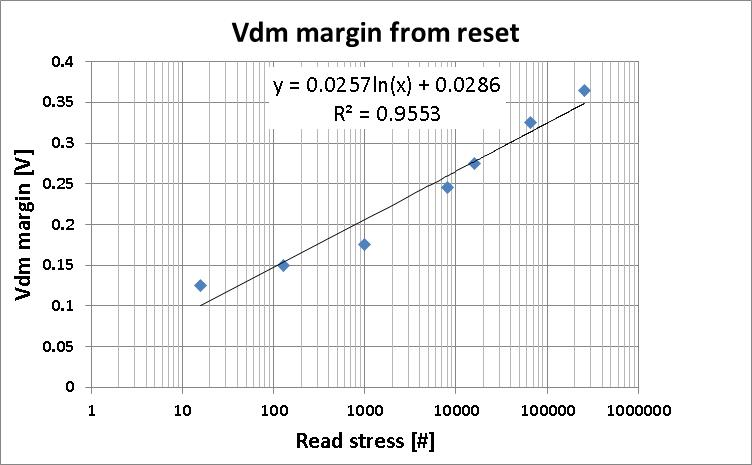 Vdm margin from reset
y = 0.0257ln(x) + 0.0286
R² = 0.9553
0.4
0.35
0.3
0.25
0.2
0.15
0.1
0.05
0
Vdm margin [V]
1 10 100 1000 10000 100000 1000000
Read stress [#]